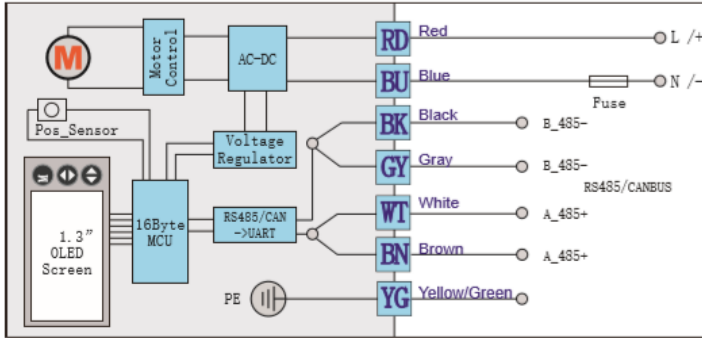 RD Red L /+
M
Motor Control
AC-DC
BU Blue N /-
Fuse
BK Black B_485-
Pos_Sensor
Voltage Regulator
GY Gray B_485-
RS485/CANBUS
WT White A_485+
16Byte MCU
RS485/CAN
->UART
1.3"
OLED
Screen
BN Brown A_485+
PE
YG Yellow/Green